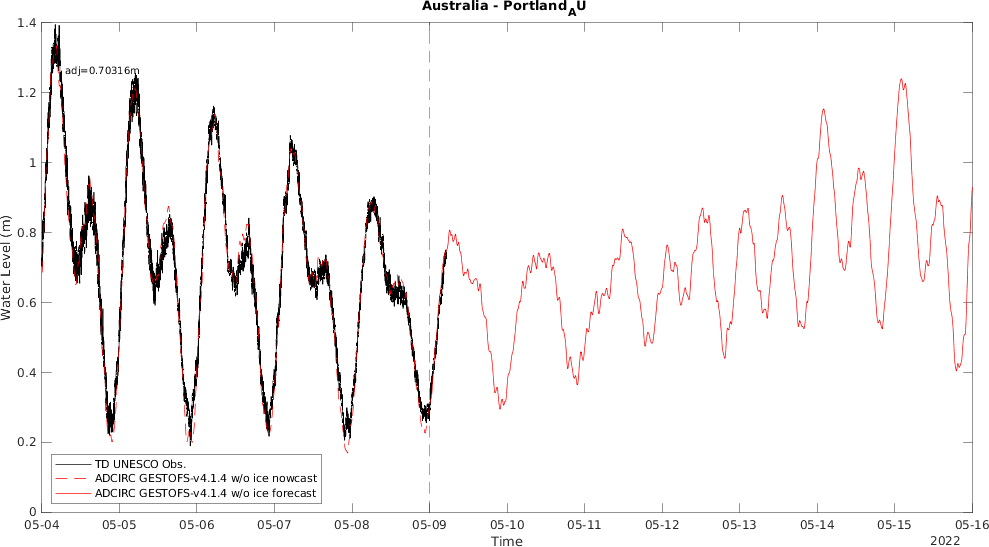 Australia - Portland_AU
1.4
1.2
1
0.8
0.6
0.4
0.2
0
Water Level (m)
adj=0.70316m
TD UNESCO Obs.
ADCIRC GESTOFS-v4.1.4 w/o ice nowcast
ADCIRC GESTOFS-v4.1.4 w/o ice forecast
05-04 05-05 05-06 05-07 05-08 05-09 05-10 05-11 05-12 05-13 05-14 05-15 05-16
Time
2022